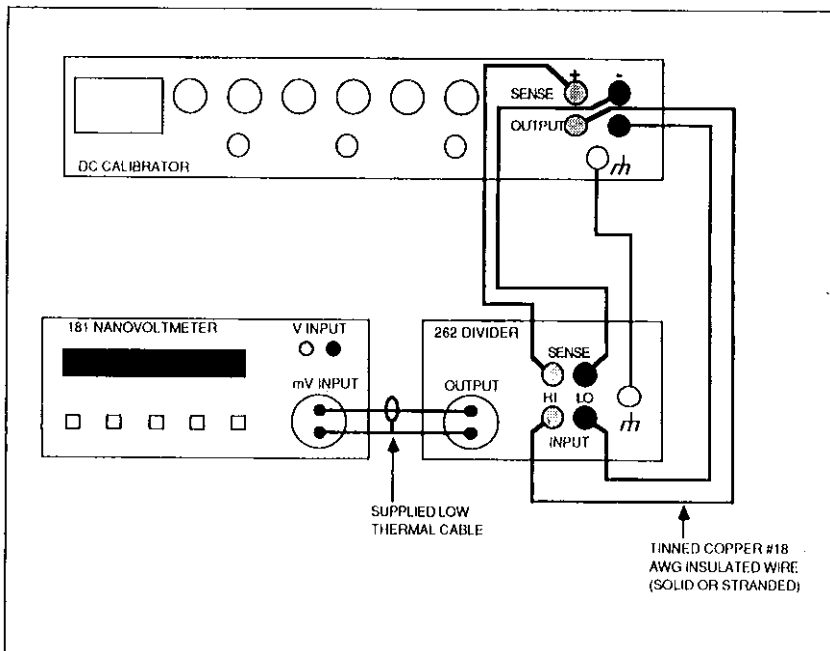 + -
SENSE
OUTPUT
DC CALIBRATOR
181 NANOVOLTMETER
V INPUT
mV INPUT
262 DIVIDER
SENSE
OUTPUT
HI LO
INPUT
SUPPLIED LOW
THERMAL CABLE
TINNED COPPER #18
AWG INSULATED WIRE
(SOLID OR STRANDED)